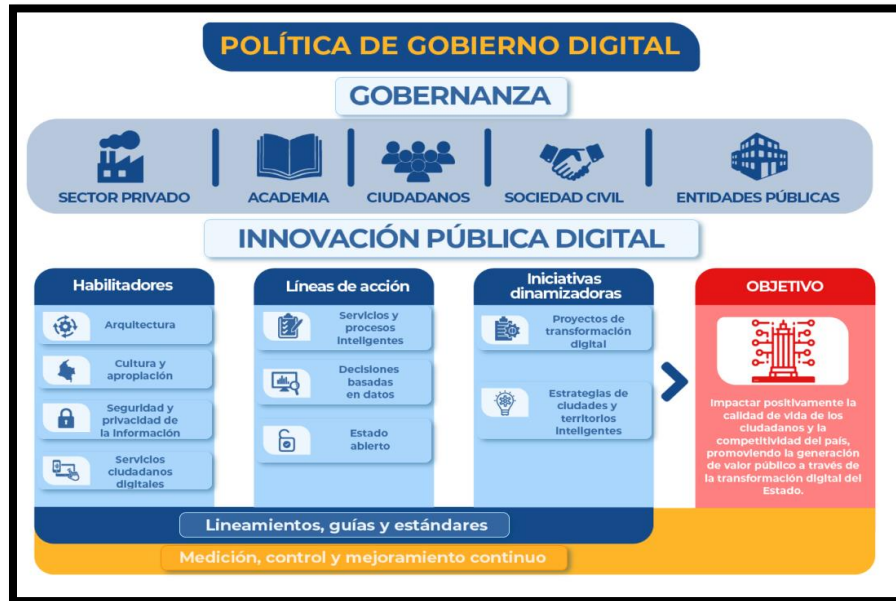 POLÍTICA DE GOBIERNO DIGITAL
GOBERNANZA
SECTOR PRIVADO
ACADEMIA
CIUDADANOS
SOCIEDAD CIVIL
ENTIDADES PÚBLICAS
INNOVACIÓN PÚBLICA DIGITAL
Habilitadores
Arquitectura
Cultura y
apropiación
Seguridad y
privacidad de
la información
Servicios
ciudadanos
digitales
Líneas de acción
Servicios y
procesos
inteligentes
Decisiones
basadas
en datos
Estado
abierto
Iniciativas
dinamizadoras
Proyectos de
transformación
digital
Estrategias de
ciudades y
territorios
inteligentes
OBJETIVO
Impactar positivamente la
calidad de vida de los
ciudadanos y la
competitividad del país,
promoviendo la generación
de valor público a través de
la transformación digital del
Estado.
Lineamientos, guías y estándares
Medición, control y mejoramiento continuo